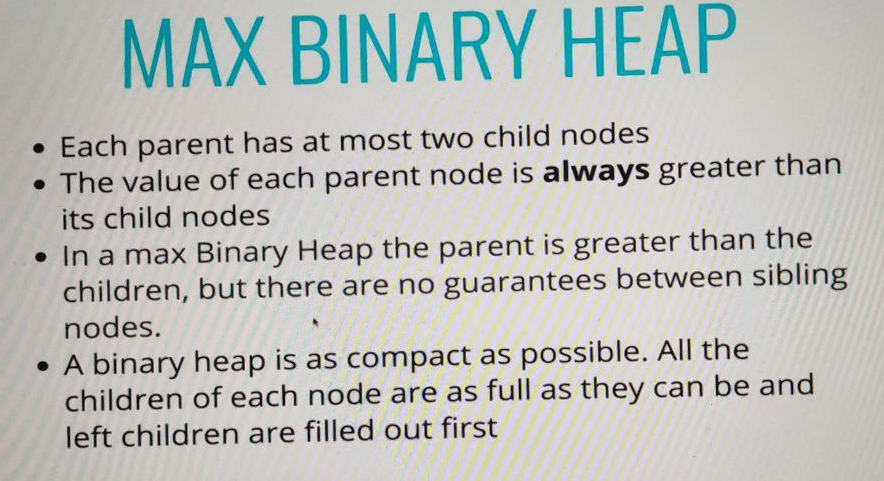 MAX BINARY HEAP
• Each parent has at most two child nodes
• The value of each parent node is always greater than
its child nodes
• In a max Binary Heap the parent is greater than the
children, but there are no guarantees between sibling
nodes.
• A binary heap is as compact as possible. All the
children of each node are as full as they can be and
left children are filled out first